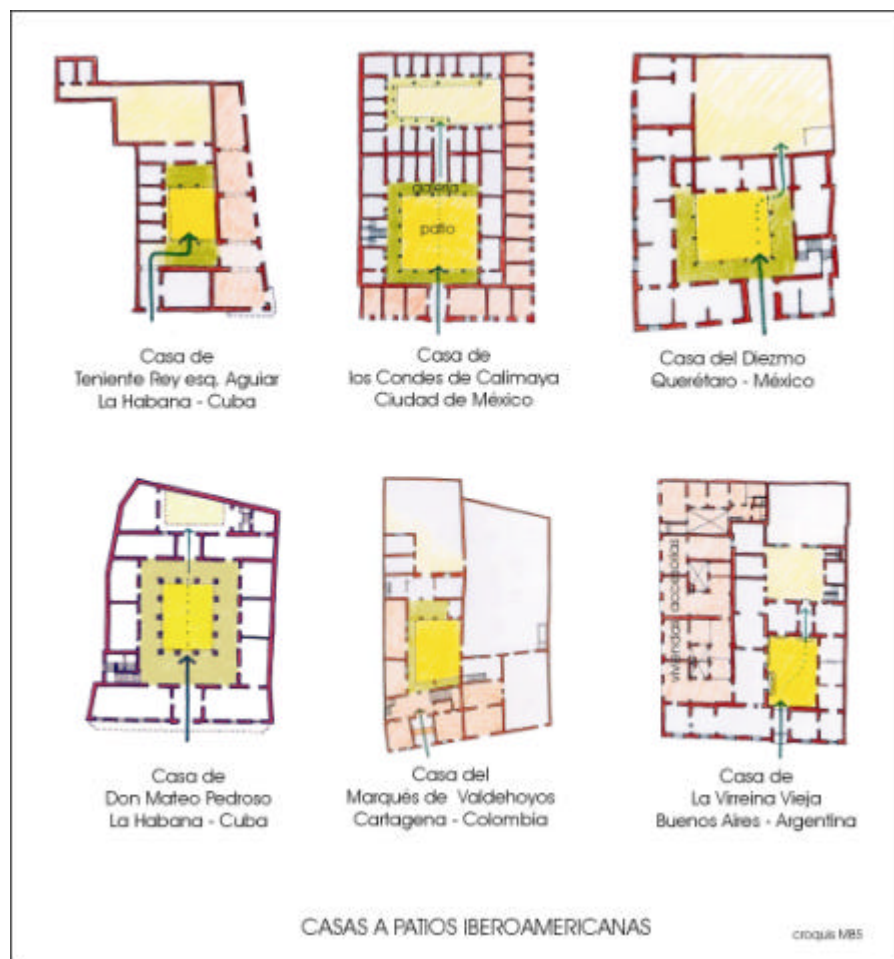 galería
patio
Casa de
Teniente Rey esq. Aguiar
La Habana - Cuba
Casa de
los Condes de Calimaya
Ciudad de México
Casa del Diezmo
Querétaro - México
viviendas accesorias
Casa de
Don Mateo Pedroso
La Habana - Cuba
Casa del
Marqués de Valdehoyos
Cartagena - Colombia
Casa de
La Virreina Vieja
Buenos Aires - Argentina
CASAS A PATIOS IBEROAMERICANAS
croquis MBS